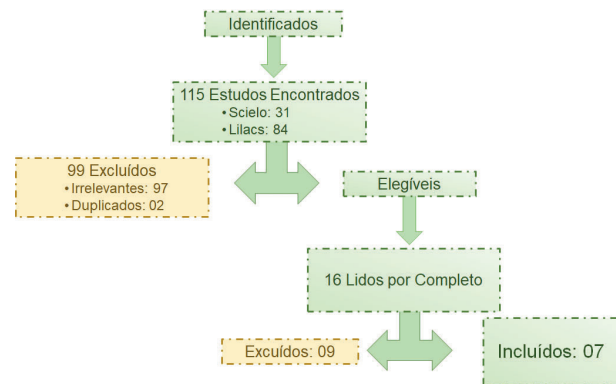 Identificados
115 Estudos Encontrados
• Scielo: 31
• Lilacs: 84
99 Excluídos
• Irrelevantes: 97
• Duplicados: 02
Elegíveis
16 Lidos por Completo
Excuídos: 09
Incluídos: 07